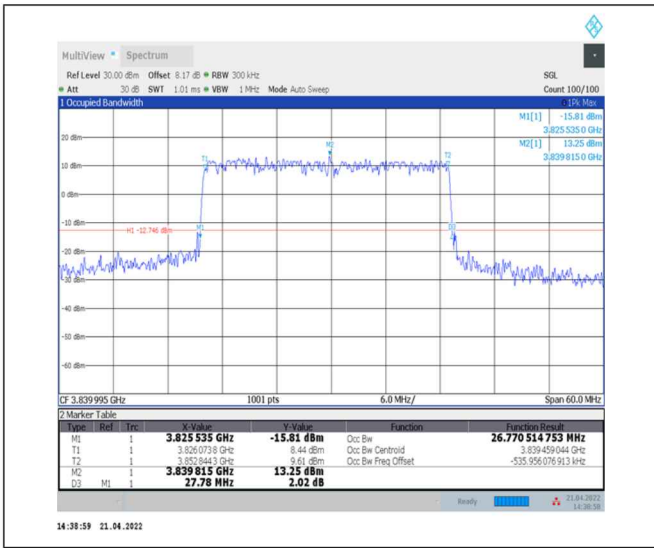 MultiView Spectrum
Ref Level 30.00 dBm Offset 8.17 dB RBW 300 kHz SGL
Att 30 dB SWT 1.01 ms VBW 1 MHz Mode Auto Sweep Count 100/100
1 Occupied Bandwidth 1Pk Max
M1[1] -15.81 dBm
3.825 535 0 GHz
M2[1] 13.25 dBm
3.839 815 0 GHz
20 dBm
M2
T1
T2
10 dBm
0 dBm
-10 dBm
H1 -12.746 dBm
M1
D3
-20 dBm
-30 dBm
-40 dBm
-50 dBm
-60 dBm
CF 3.839 995 GHz 1001 pts 6.0 MHz/ Span 60.0 MHz
2 Marker Table
Type Ref Trc X-Value Y-Value Function Function Result
M1 1 3.825 535 GHz -15.81 dBm Occ Bw 26.770 514 753 MHz
T1 1 3.826 073 8 GHz 8.44 dBm Occ Bw Centroid 3.839 459 044 GHz
T2 1 3.852 844 3 GHz 9.61 dBm Occ Bw Freq Offset -535.956 076 913 kHz
M2 1 3.839 815 GHz 13.25 dBm
D3 M1 1 27.78 MHz 2.02 dB
Ready 21.04.2022
14:38:58
14:38:59 21.04.2022